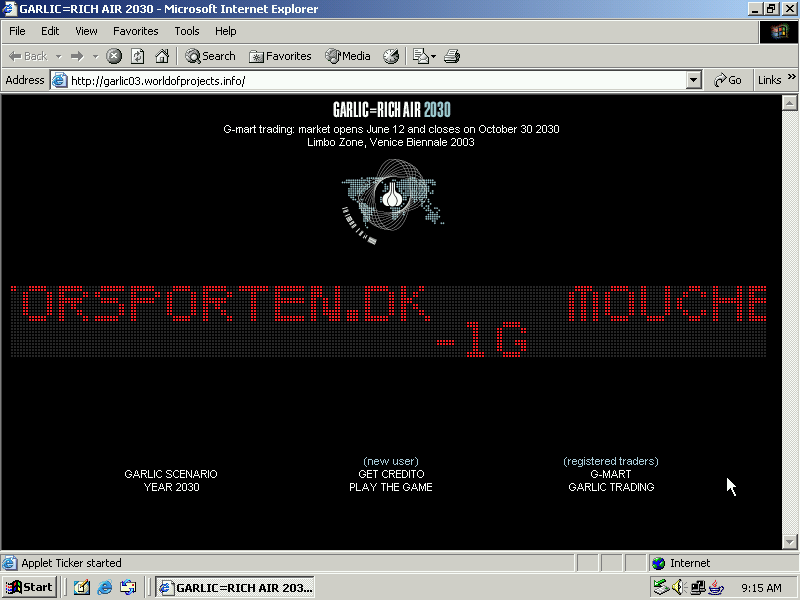 GARLIC=RICH AIR 2030 - Microsoft Internet Explorer
File Edit View Favorites Tools Help
Back Search Favorites Media
Address http://garlic03.worldofprojects.info/ Go Links »
GARLIC=RICH AIR 2030
G-mart trading: market opens June 12 and closes on October 30 2030
Limbo Zone, Venice Biennale 2003
ORSPORTEN.DK MOUCHE
-1G
(new user) (registered traders)
GARLIC SCENARIO GET CREDITO G-MART
YEAR 2030 PLAY THE GAME GARLIC TRADING
Applet Ticker started Internet
Start GARLIC=RICH AIR 203... 9:15 AM